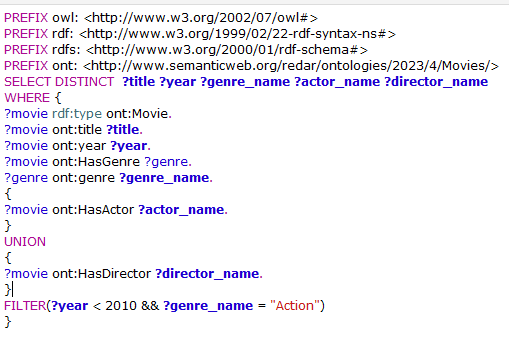 PREFIX owl: <http://www.w3.org/2002/07/owl#>
PREFIX rdf: <http://www.w3.org/1999/02/22-rdf-syntax-ns#>
PREFIX rdfs: <http://www.w3.org/2000/01/rdf-schema#>
PREFIX ont: <http://www.semanticweb.org/redar/ontologies/2023/4/Movies/>
SELECT DISTINCT  ?title ?year ?genre_name ?actor_name ?director_name
WHERE {
?movie rdf:type ont:Movie.
?movie ont:title ?title.
?movie ont:year ?year.
?movie ont:HasGenre ?genre.
?genre ont:genre ?genre_name.
{
?movie ont:HasActor ?actor_name.
}
UNION
{
?movie ont:HasDirector ?director_name.
}
FILTER(?year < 2010 && ?genre_name = "Action")
}